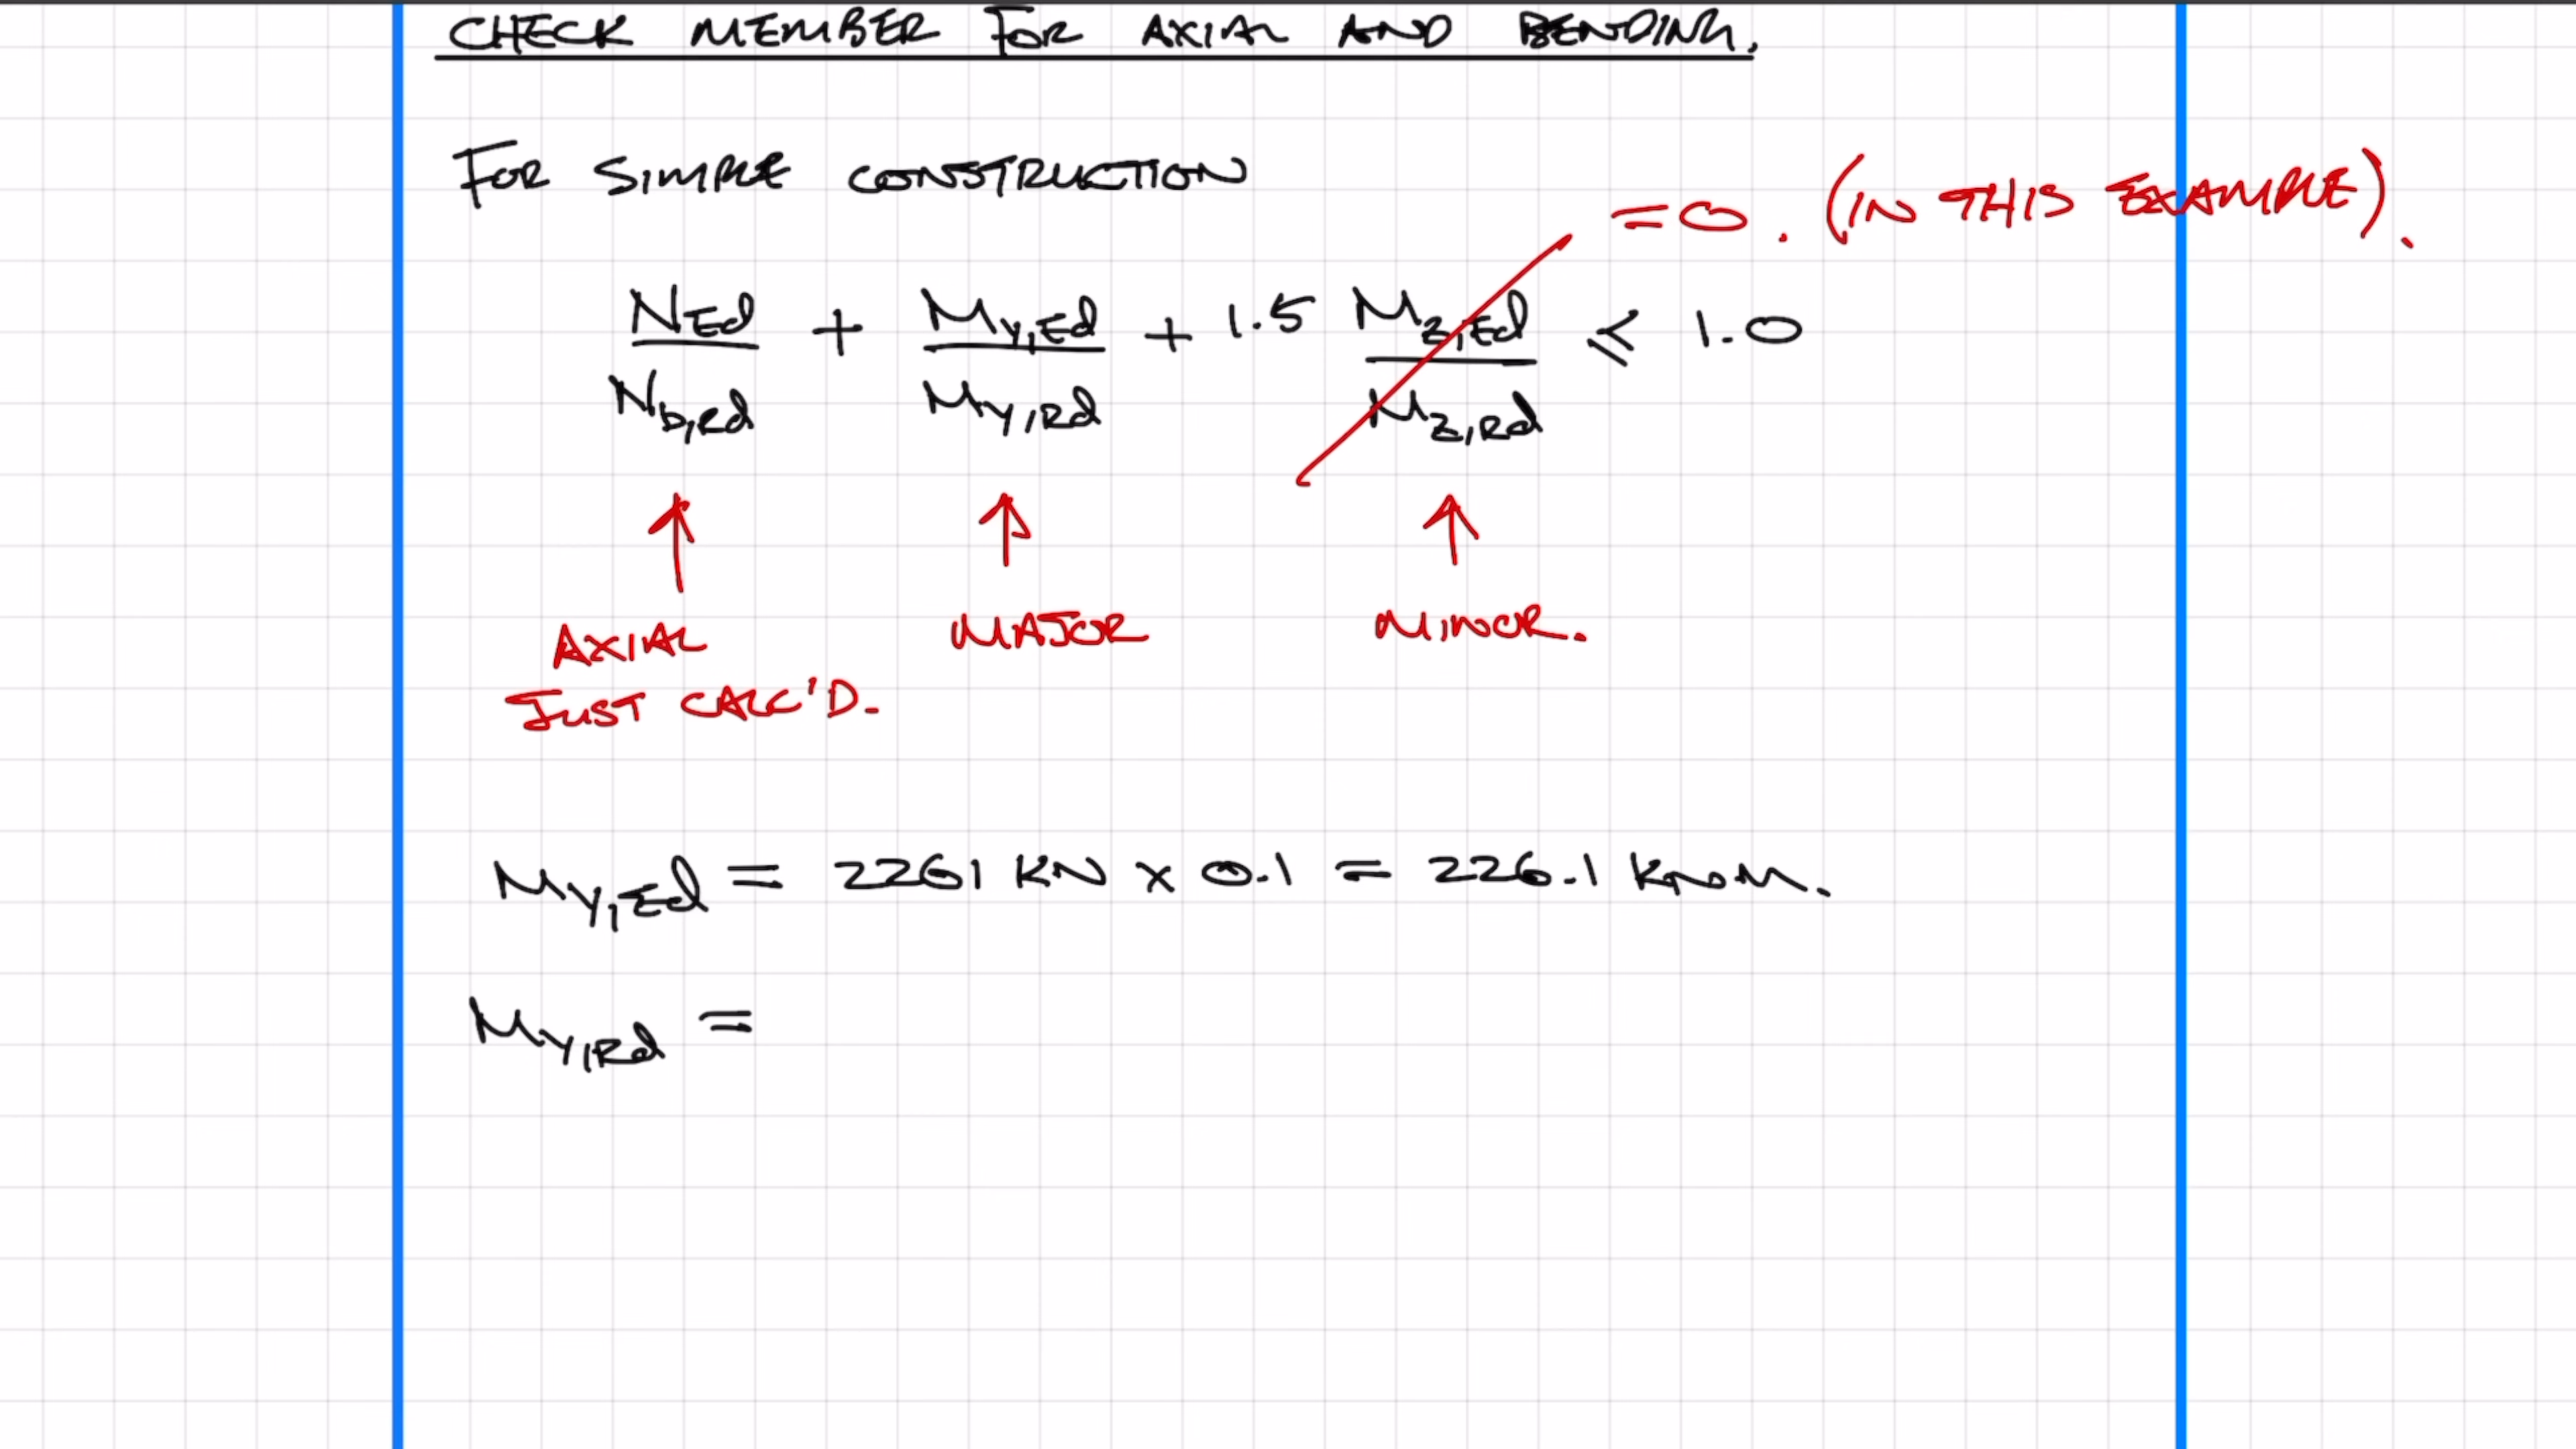 CHECK MEMBER FOR AXIAL AND BENDING.
FOR SIMPLE CONSTRUCTION
=0. (IN THIS EXAMPLE).
NEd/Nb,Rd + My,Ed/My,Rd + 1.5 Mz,Ed/Mz,Rd ≤ 1.0
AXIAL MAJOR MINOR.
JUST CALC'D.
My,Ed = 2261 KN x 0.1 = 226.1 KNOM.
My,Rd =